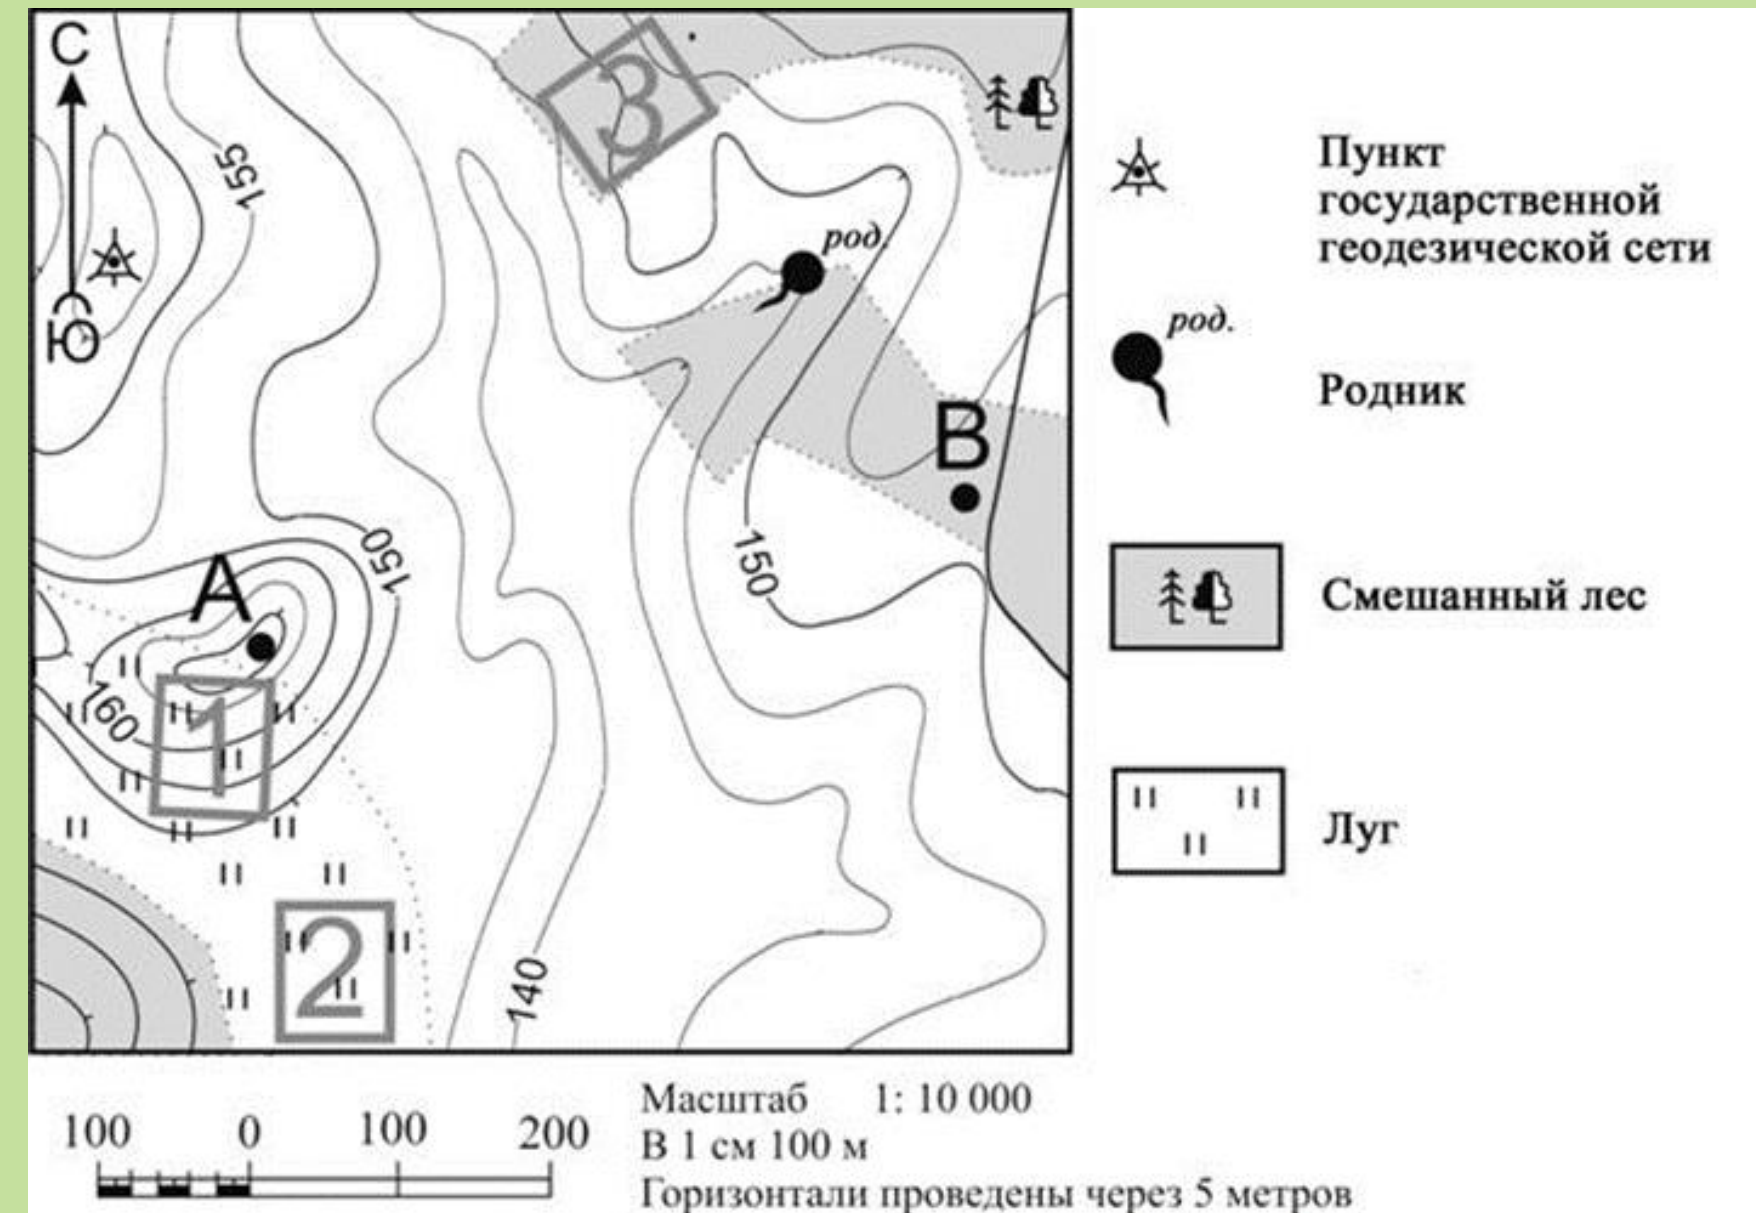 С
Ю
155
3
род.
В
150
150
А
160
1
2
140
Пункт
государственной
геодезической сети
род.
Родник
Смешанный лес
Луг
100 0 100 200
Масштаб 1: 10 000
В 1 см 100 м
Горизонтали проведены через 5 метров